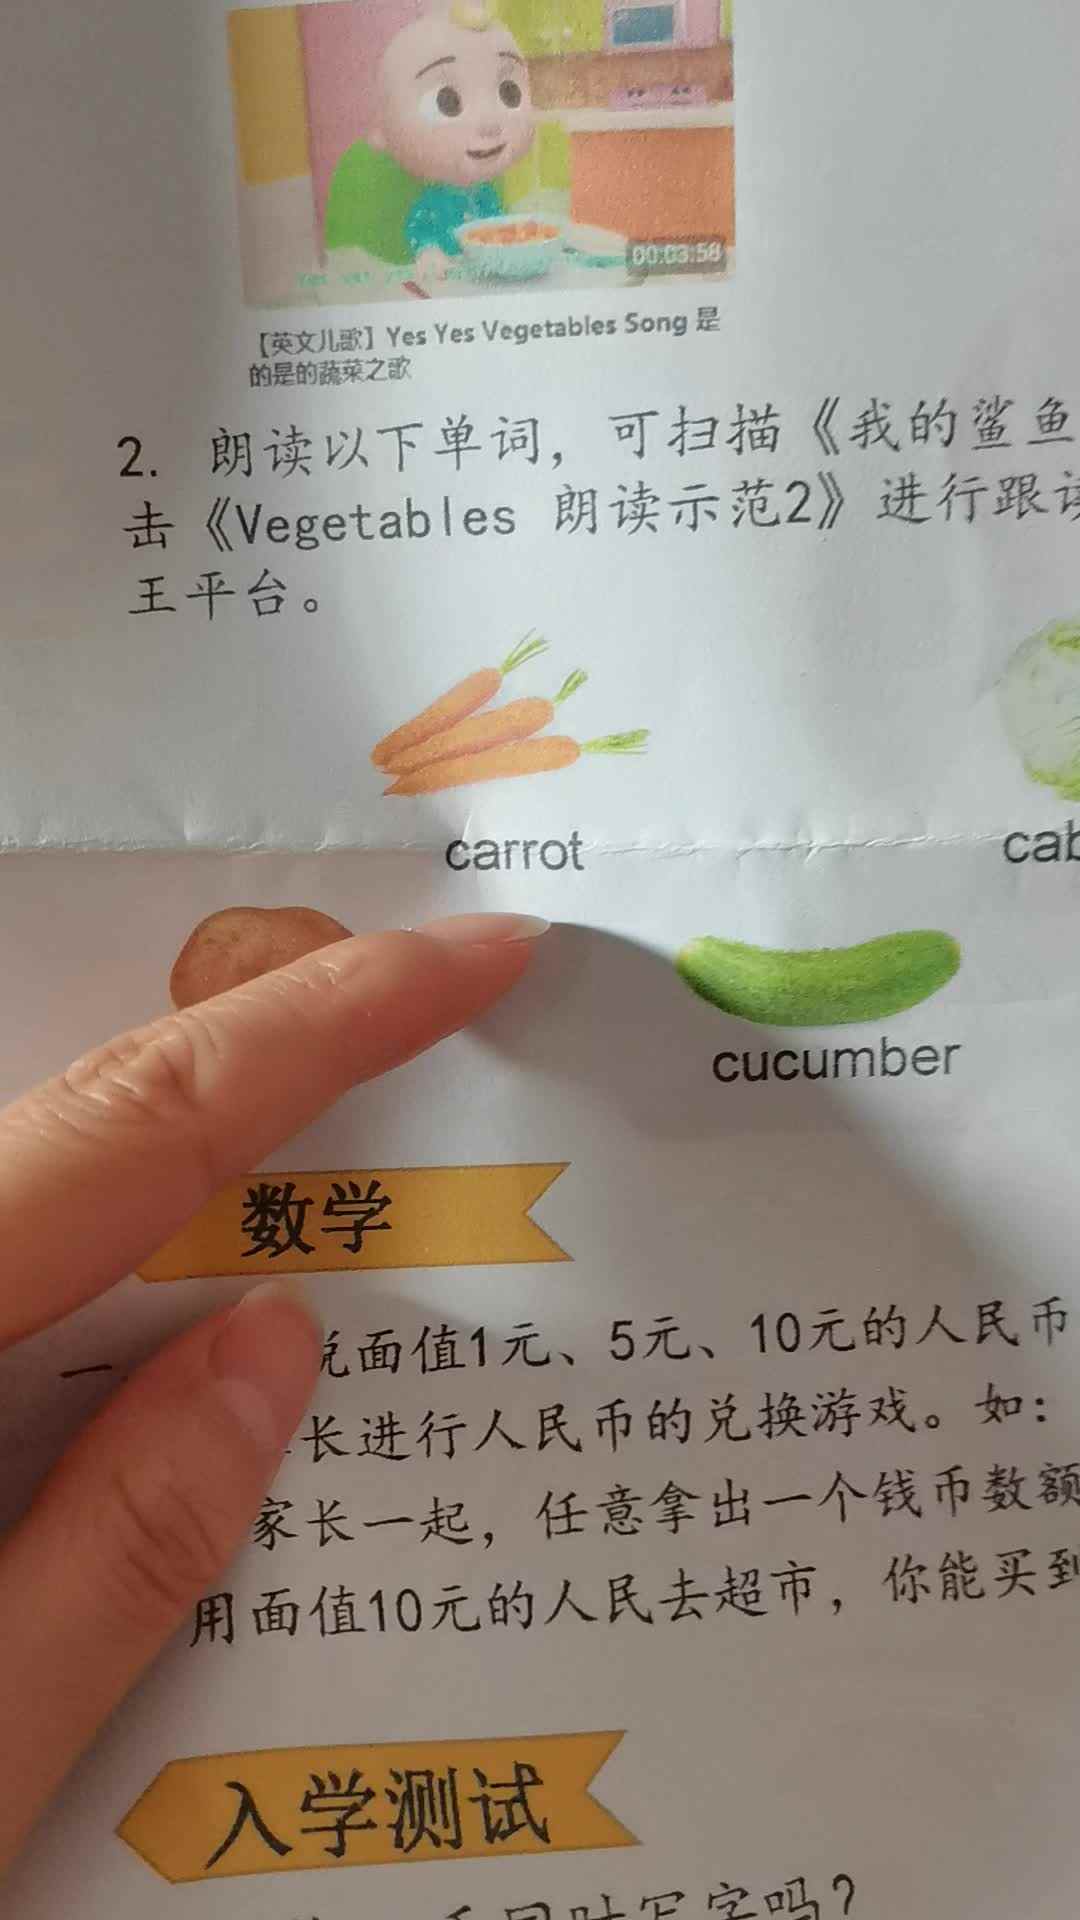 00:03:58
【英文儿歌】Yes Yes Vegetables Song 是
的是的蔬菜之歌
2. 朗读以下单词，可扫描《我的鲨鱼
击《Vegetables 朗读示范2》进行跟读
王平台。
carrot
cab
cucumber
数学
一 兑面值1元、5元、10元的人民币
长进行人民币的兑换游戏。如：
家长一起，任意拿出一个钱币数额
用面值10元的人民去超市，你能买到
入学测试
写字吗？